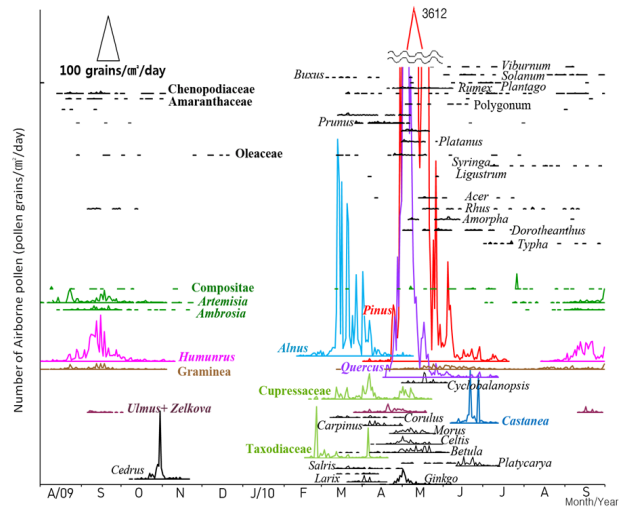 3612
100 grains/㎡/day
Number of Airborne pollen (pollen grains/㎡/day)
Viburnum
Buxus
Solanum
Chenopodiaceae
Rumex
Plantago
Amaranthaceae
Polygonum
Prunus
Platanus
Oleaceae
Syringa
Ligustrum
Acer
Rhus
Amorpha
Dorotheanthus
Typha
Compositae
Artemisia
Ambrosia
Pinus
Alnus
Humunrus
Quercus
Graminea
Cyclobalanopsis
Cupressaceae
Ulmus+ Zelkova
Corulus
Castanea
Carpinus
Morus
Celtis
Taxodiaceae
Betula
Platycarya
Cedrus
Salris
Larix
Ginkgo
A/09 S O N D J/10 F M A M J J A S
Month/Year